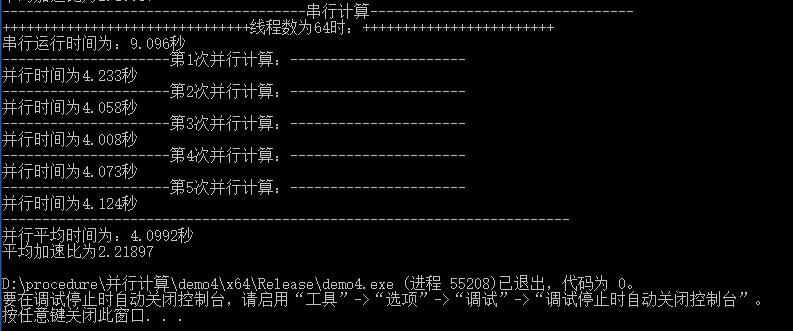 --------------------------------------串行计算---------------------------------
+++++++++++++++++++++++++++++++线程数为64时：++++++++++++++++++++++++
串行运行时间为：9.096秒
---------------------第1次并行计算：----------------------
并行时间为4.233秒
---------------------第2次并行计算：----------------------
并行时间为4.058秒
---------------------第3次并行计算：----------------------
并行时间为4.008秒
---------------------第4次并行计算：----------------------
并行时间为4.073秒
---------------------第5次并行计算：----------------------
并行时间为4.124秒
-----------------------------------------------------------------------
并行平均时间为：4.0992秒
平均加速比为2.21897
D:\procedure\并行计算\demo4\x64\Release\demo4.exe (进程 55208)已退出，代码为 0。
要在调试停止时自动关闭控制台，请启用“工具”->“选项”->“调试”->“调试停止时自动关闭控制台”。
按任意键关闭此窗口. . .